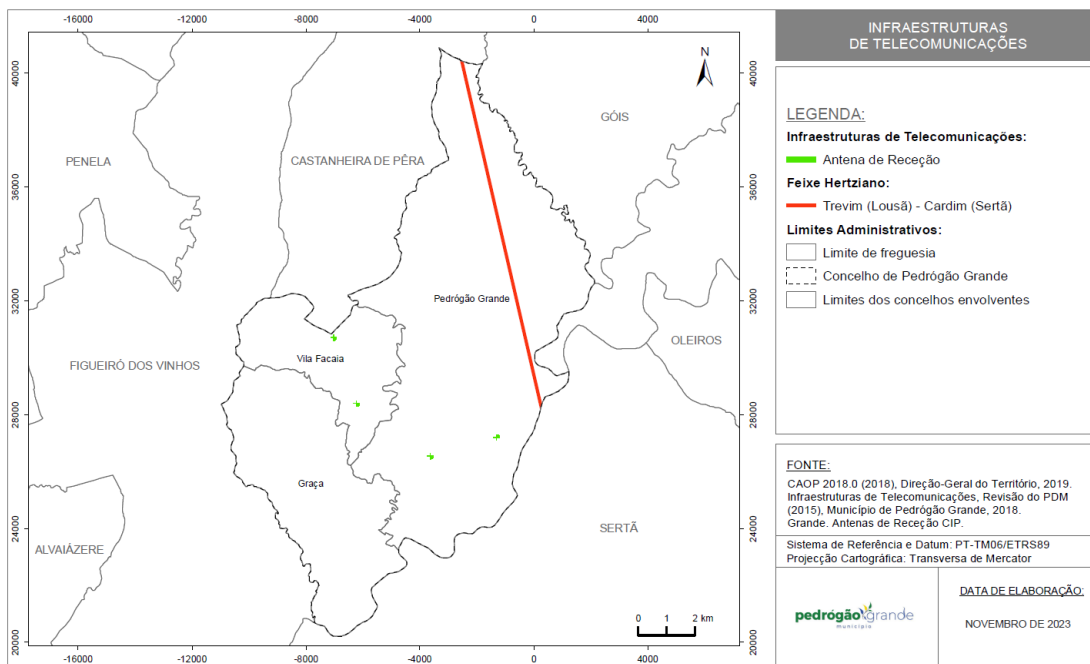 -16000 -12000 -8000 -4000 0 4000
40000 40000
36000 36000
32000 32000
28000 28000
24000 24000
20000 20000
N
GÓIS
PENELA
CASTANHEIRA DE PÊRA
Pedrógão Grande
OLEIROS
Vila Facaia
FIGUEIRÓ DOS VINHOS
Graça
SERTÃ
ALVAIÁZERE
0 1 2 km
-16000 -12000 -8000 -4000 0 4000
INFRAESTRUTURAS
DE TELECOMUNICAÇÕES
LEGENDA:
Infraestruturas de Telecomunicações:
Antena de Receção
Feixe Hertziano:
Trevim (Lousã) - Cardim (Sertã)
Limites Administrativos:
Limite de freguesia
Concelho de Pedrógão Grande
Limites dos concelhos envolventes
FONTE:
CAOP 2018.0 (2018), Direção-Geral do Território, 2019.
Infraestruturas de Telecomunicações, Revisão do PDM
(2015), Município de Pedrógão Grande, 2018.
Grande. Antenas de Receção CIP.
Sistema de Referência e Datum: PT-TM06/ETRS89
Projecção Cartográfica: Transversa de Mercator
pedrógão grande
município
DATA DE ELABORAÇÃO:
NOVEMBRO DE 2023